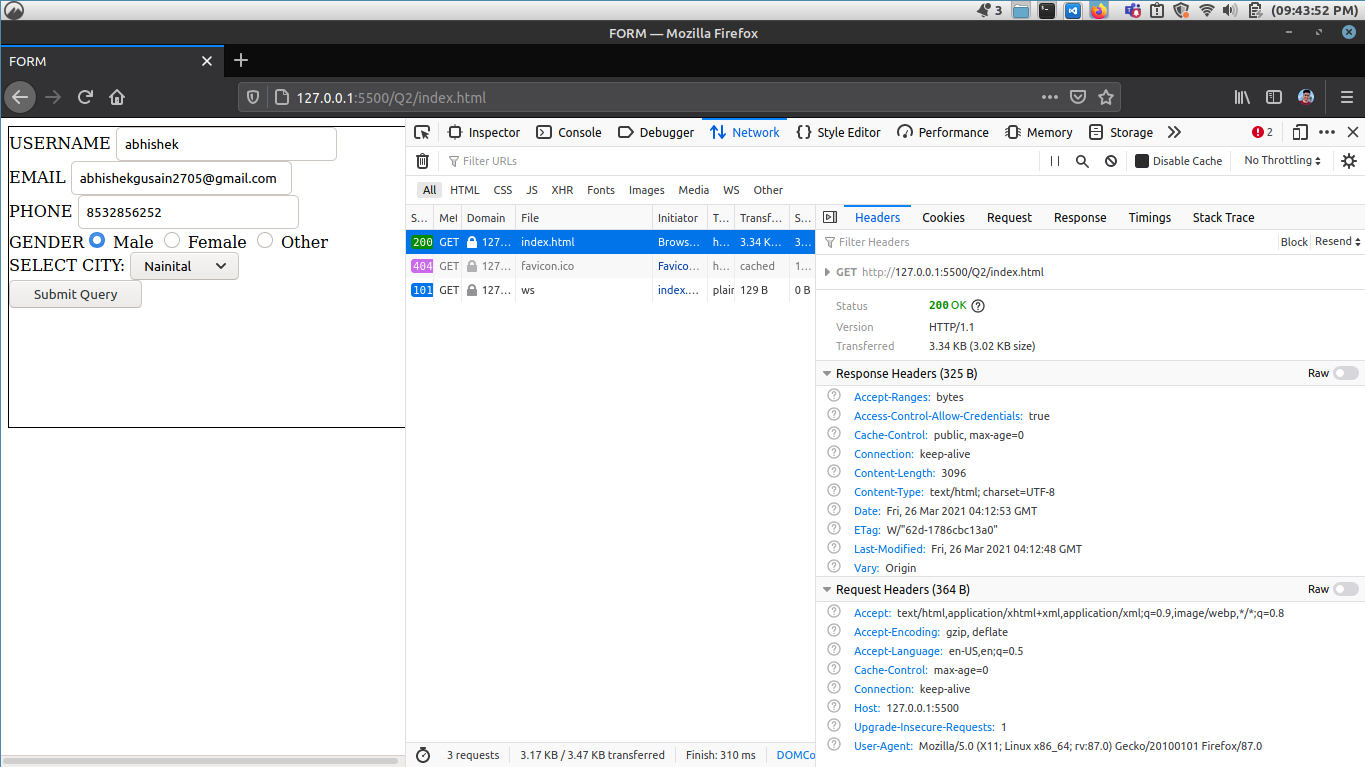 3 (09:43:52 PM)
FORM — Mozilla Firefox
FORM
127.0.0.1:5500/Q2/index.html
USERNAME abhishek
EMAIL abhishekgusain2705@gmail.com
PHONE 8532856252
GENDER Male Female Other
SELECT CITY: Nainital
Submit Query
Inspector Console Debugger Network Style Editor Performance Memory Storage 2
Filter URLs Disable Cache No Throttling
All HTML CSS JS XHR Fonts Images Media WS Other
S... Met Domain File Initiator T... Transf... S...
200 GET 127... index.html Brows... h... 3.34 K... 3...
404 GET 127... favicon.ico Favico... h... cached 1...
101 GET 127... ws index.... plain 129 B 0 B
3 requests 3.17 KB / 3.47 KB transferred Finish: 310 ms DOMCo
Headers Cookies Request Response Timings Stack Trace
Filter Headers Block Resend
GET http://127.0.0.1:5500/Q2/index.html
Status 200 OK ?
Version HTTP/1.1
Transferred 3.34 KB (3.02 KB size)
Response Headers (325 B) Raw
? Accept-Ranges: bytes
? Access-Control-Allow-Credentials: true
? Cache-Control: public, max-age=0
? Connection: keep-alive
? Content-Length: 3096
? Content-Type: text/html; charset=UTF-8
? Date: Fri, 26 Mar 2021 04:12:53 GMT
? ETag: W/"62d-1786cbc13a0"
? Last-Modified: Fri, 26 Mar 2021 04:12:48 GMT
? Vary: Origin
Request Headers (364 B) Raw
? Accept: text/html,application/xhtml+xml,application/xml;q=0.9,image/webp,*/*;q=0.8
? Accept-Encoding: gzip, deflate
? Accept-Language: en-US,en;q=0.5
? Cache-Control: max-age=0
? Connection: keep-alive
? Host: 127.0.0.1:5500
? Upgrade-Insecure-Requests: 1
? User-Agent: Mozilla/5.0 (X11; Linux x86_64; rv:87.0) Gecko/20100101 Firefox/87.0